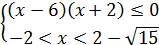 (x − 6)(x + 2) ≤ 0
−2 < x < 2 − √15